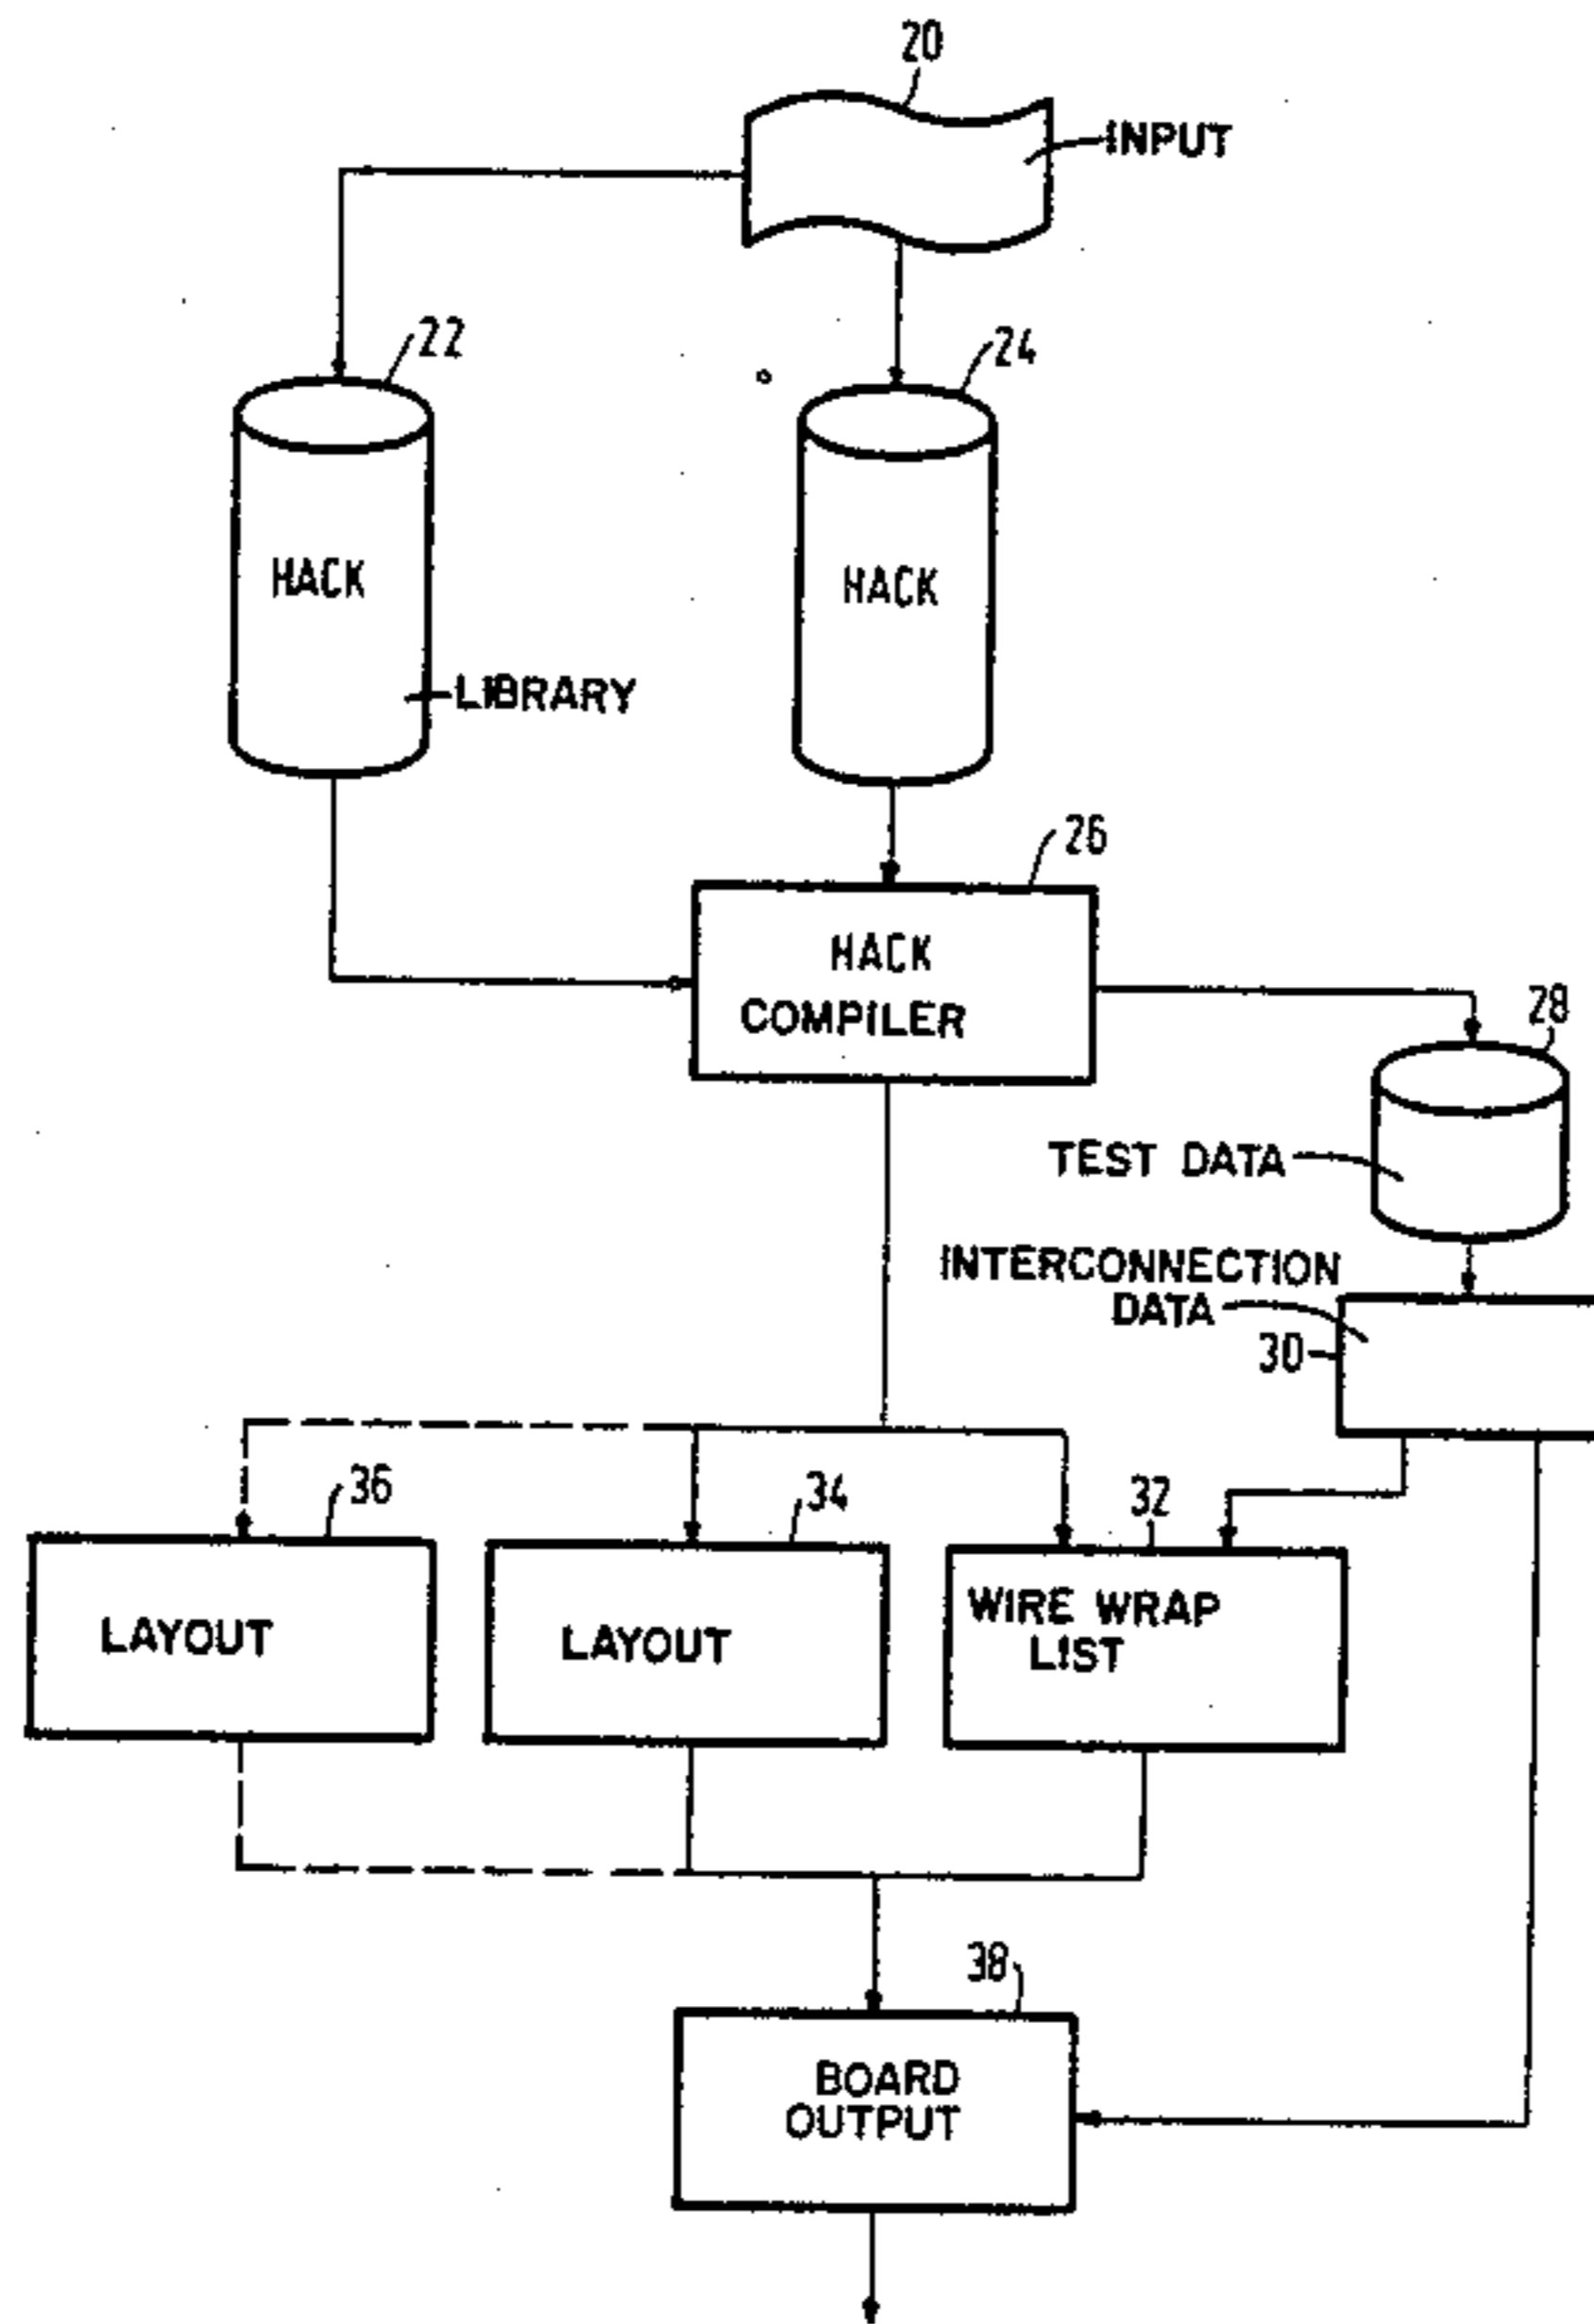 20
INPUT
22
24
HACK
HACK
LIBRARY
26
HACK
COMPILER
28
TEST DATA
INTERCONNECTION
DATA
30
36
34
32
LAYOUT
LAYOUT
WIRE WRAP
LIST
38
BOARD
OUTPUT